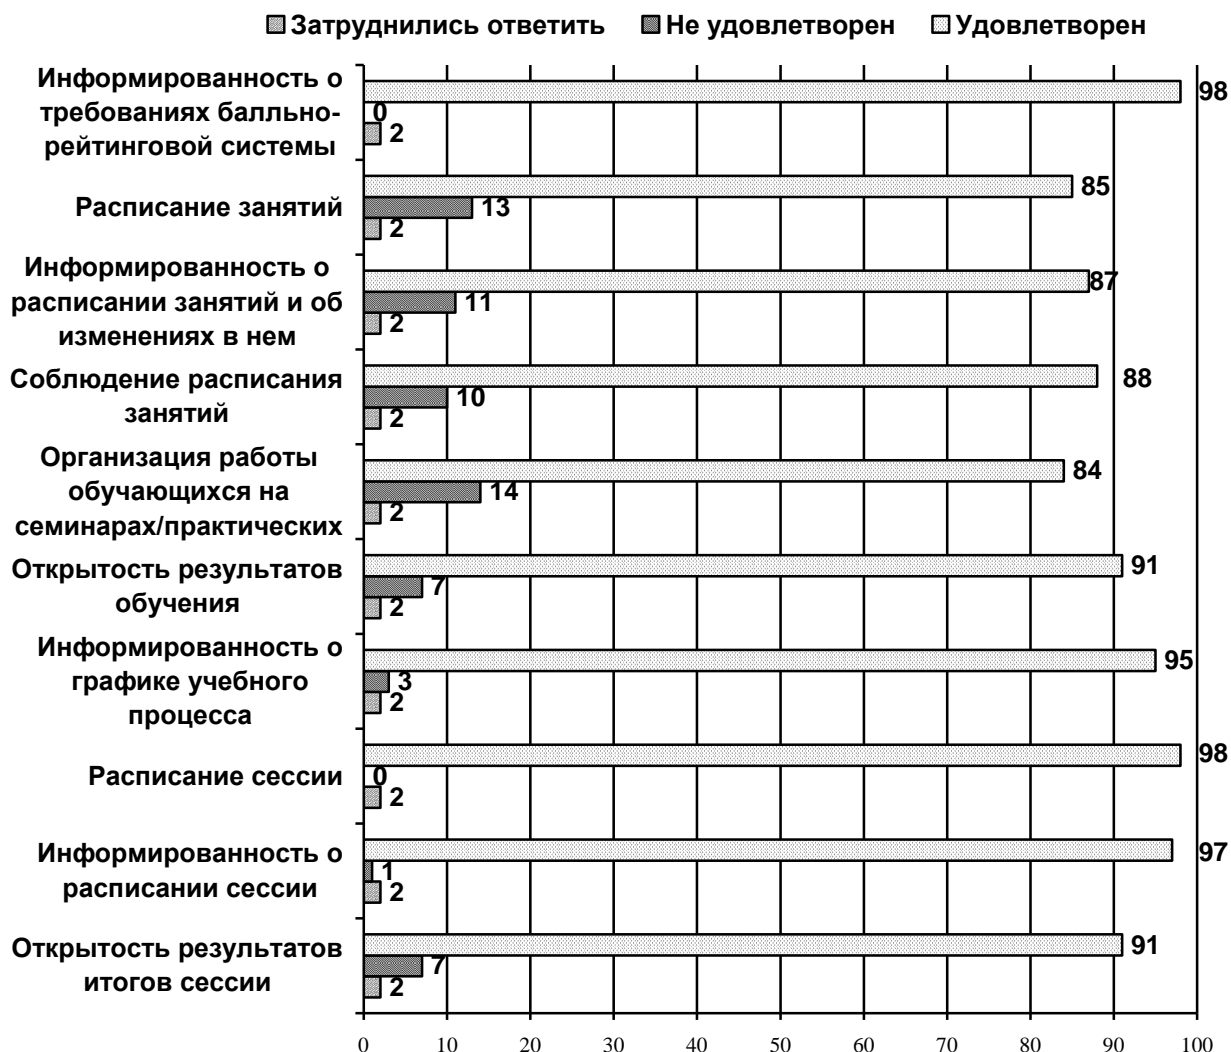 Затруднились ответить Не удовлетворен Удовлетворен
Информированность о
требованиях балльно-
рейтинговой системы
98
0
2
Расписание занятий
85
13
2
Информированность о
расписании занятий и об
изменениях в нем
87
11
2
Соблюдение расписания
занятий
88
10
2
Организация работы
обучающихся на
семинарах/практических
84
14
2
Открытость результатов
обучения
91
7
2
Информированность о
графике учебного
процесса
95
3
2
Расписание сессии
98
0
2
Информированность о
расписании сессии
97
1
2
Открытость результатов
итогов сессии
91
7
2
0 10 20 30 40 50 60 70 80 90 100